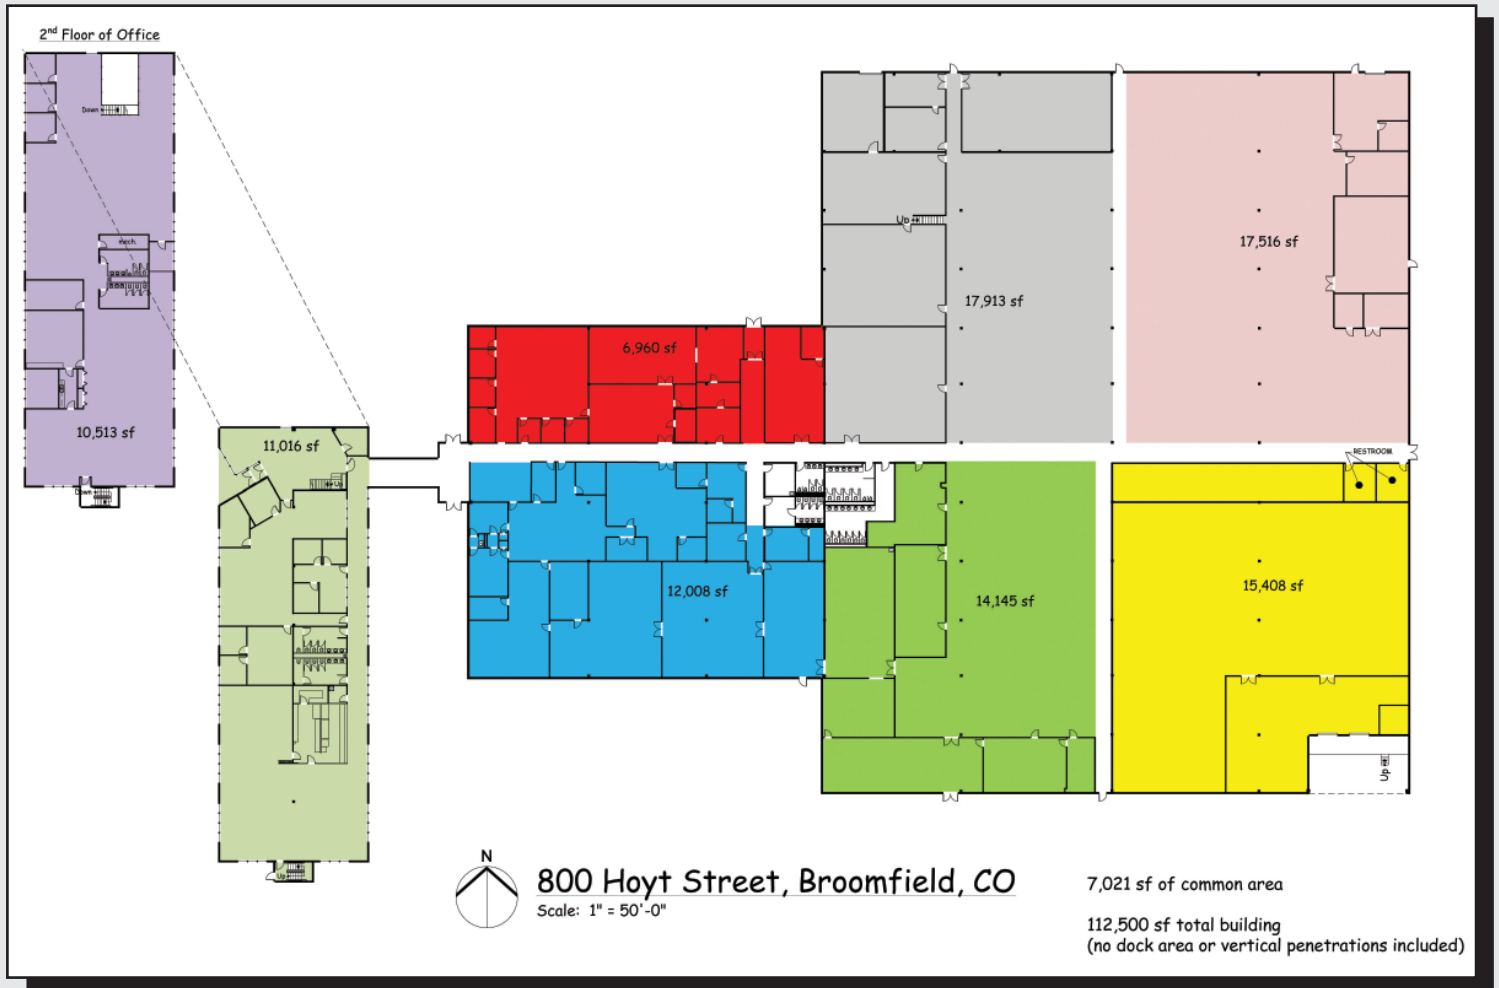 2nd Floor of Office
Down
mech.
10,513 sf
Down
11,016 sf
Up
Up
6,960 sf
12,008 sf
Up
17,913 sf
17,516 sf
RESTROOM
14,145 sf
15,408 sf
Up
N
800 Hoyt Street, Broomfield, CO
Scale: 1" = 50'-0"
7,021 sf of common area
112,500 sf total building
(no dock area or vertical penetrations included)